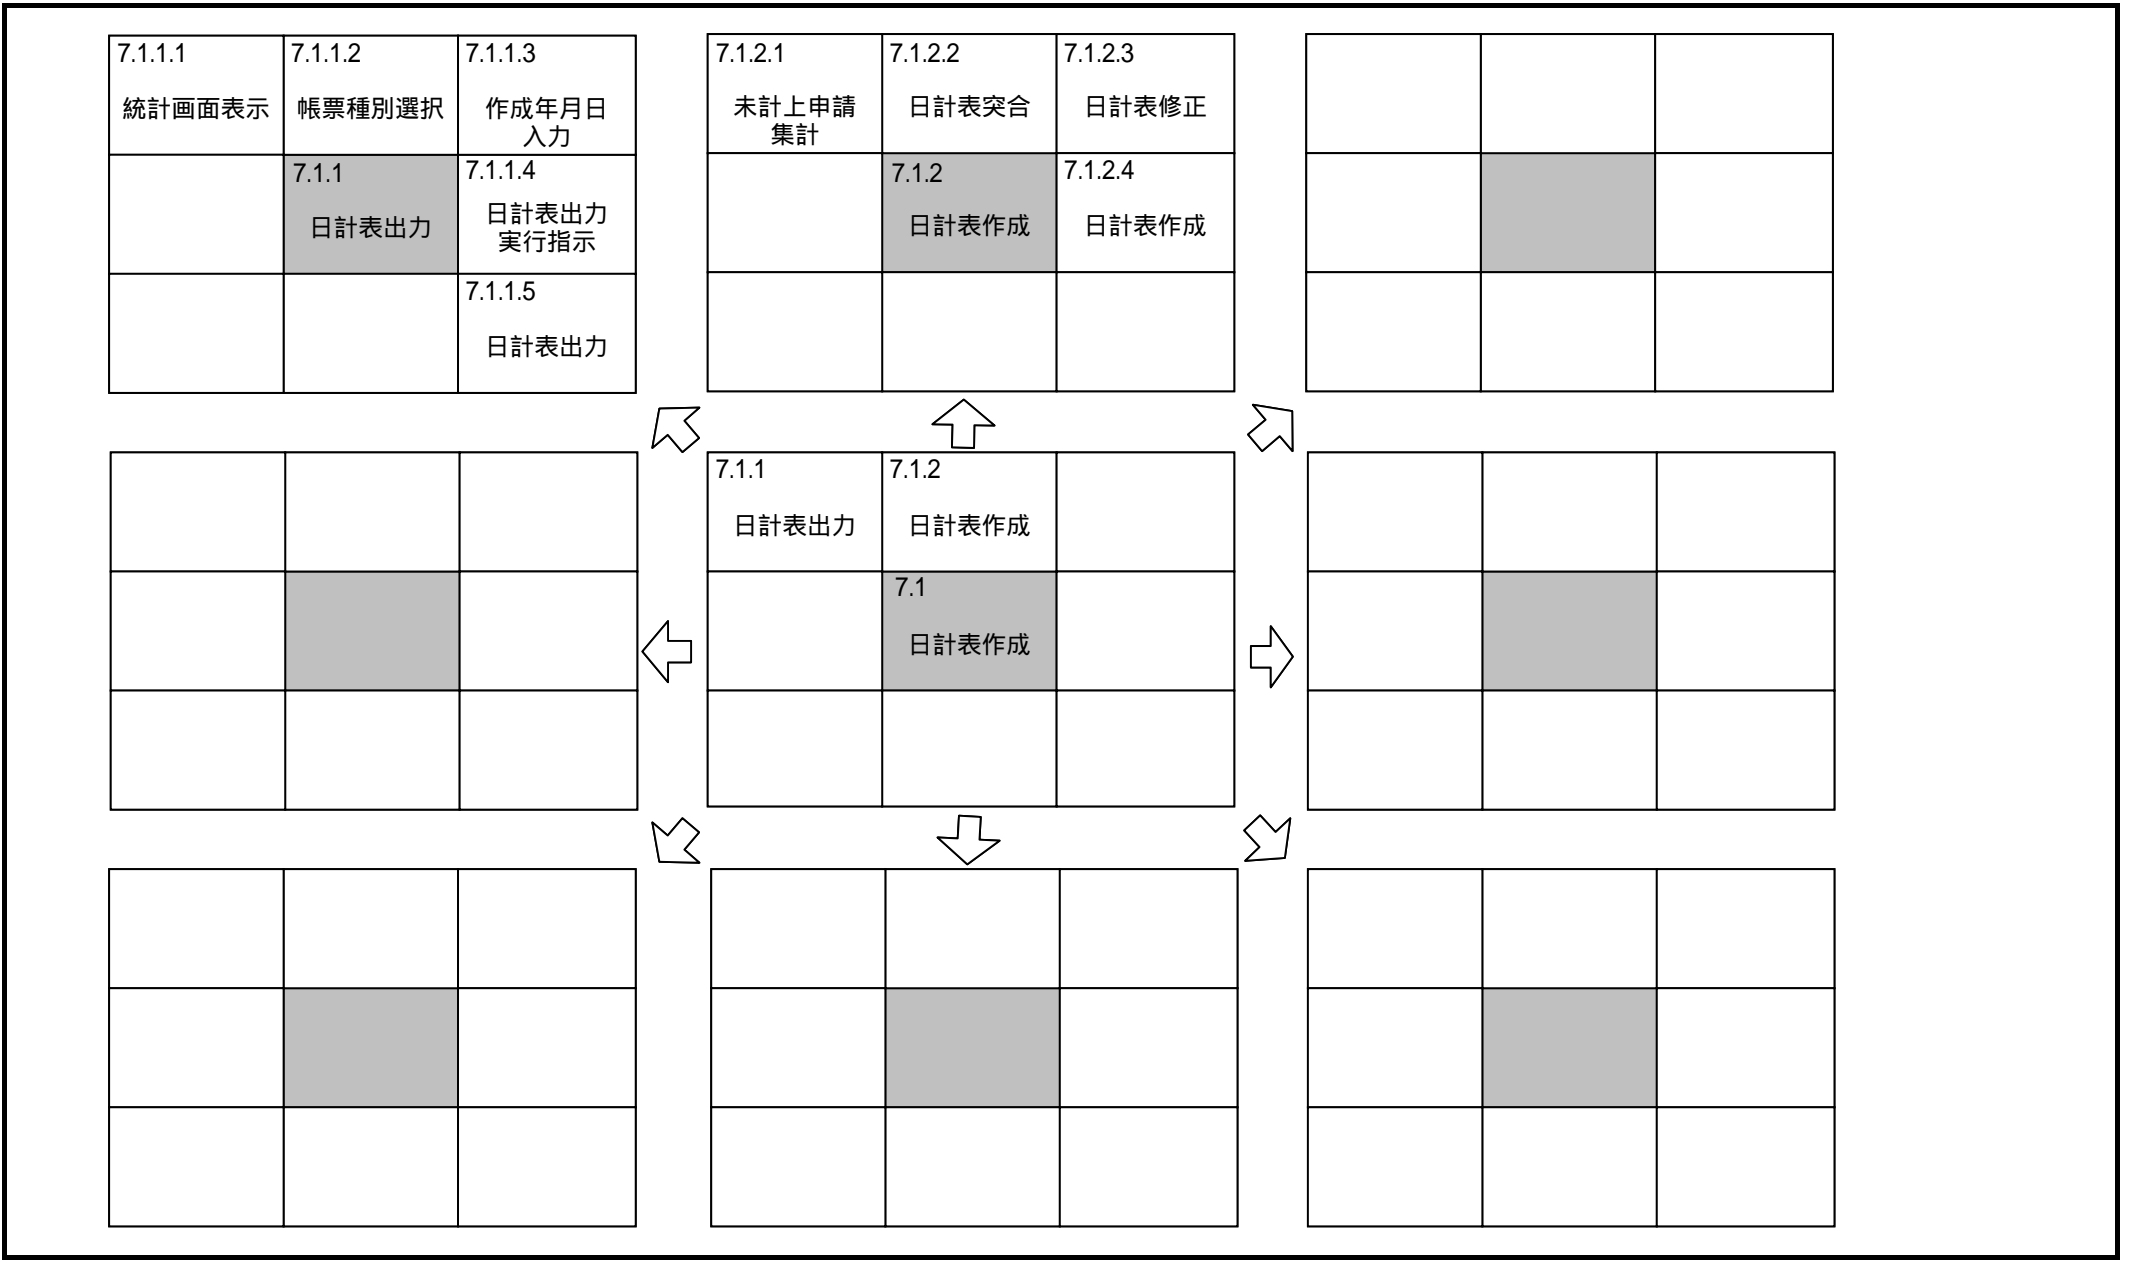 7.1.1.1
統計画面表示
7.1.1.2
帳票種別選択
7.1.1.3
作成年月日
入力
7.1.1
日計表出力
7.1.1.4
日計表出力
実行指示
7.1.1.5
日計表出力
7.1.2.1
未計上申請
集計
7.1.2.2
日計表突合
7.1.2.3
日計表修正
7.1.2
日計表作成
7.1.2.4
日計表作成
7.1.1
日計表出力
7.1.2
日計表作成
7.1
日計表作成